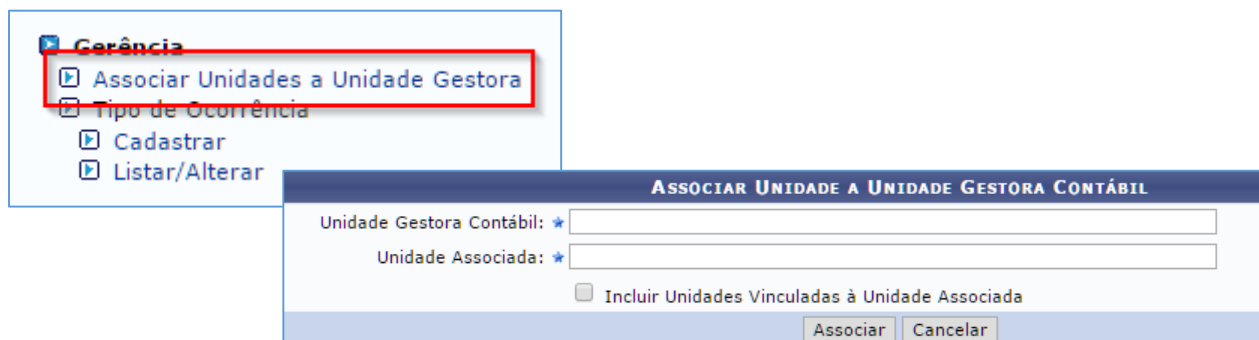 Gerência
Associar Unidades a Unidade Gestora
Tipo de Ocorrência
Cadastrar
Listar/Alterar
ASSOCIAR UNIDADE A UNIDADE GESTORA CONTÁBIL
Unidade Gestora Contábil:
Unidade Associada:
Incluir Unidades Vinculadas à Unidade Associada
Associar Cancelar